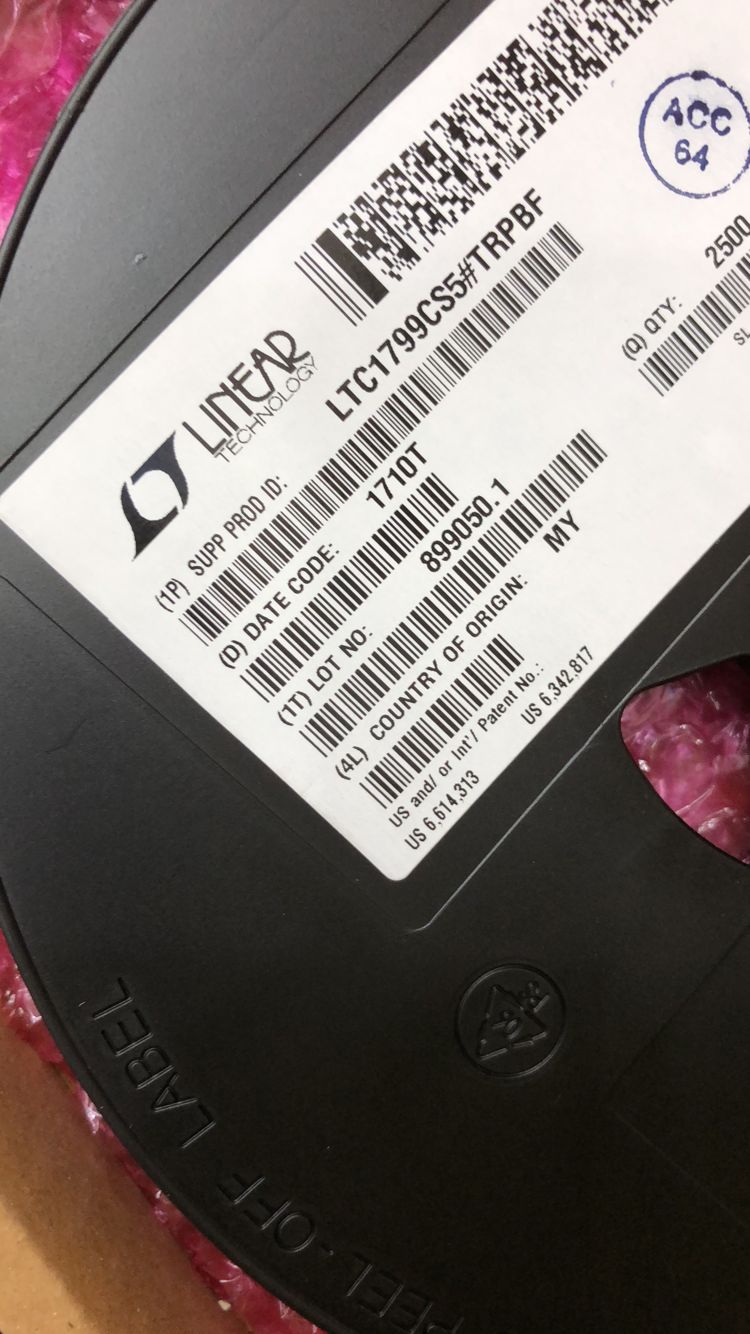 ACC
64
LINEAR
TECHNOLOGY
(1P) SUPP PROD ID: LTC1799CS5#TRPBF
(Q) QTY: 2500
(D) DATE CODE: 1710T
(1T) LOT NO: 899050.1
(4L) COUNTRY OF ORIGIN: MY
US and/ or Int'/ Patent No.:
US 6,614,313 US 6,342,817
PEEL-OFF LABEL